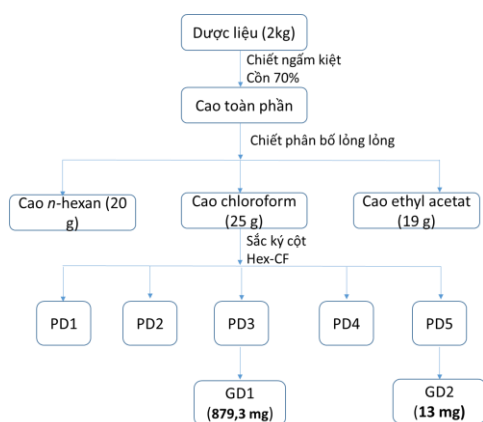 Dược liệu (2kg)
Chiết ngấm kiệt
Cồn 70%
Cao toàn phần
Chiết phân bố lỏng lỏng
Cao n-hexan (20
g)
Cao chloroform
(25 g)
Cao ethyl acetat
(19 g)
Sắc ký cột
Hex-CF
PD1
PD2
PD3
PD4
PD5
GD1
(879,3 mg)
GD2
(13 mg)